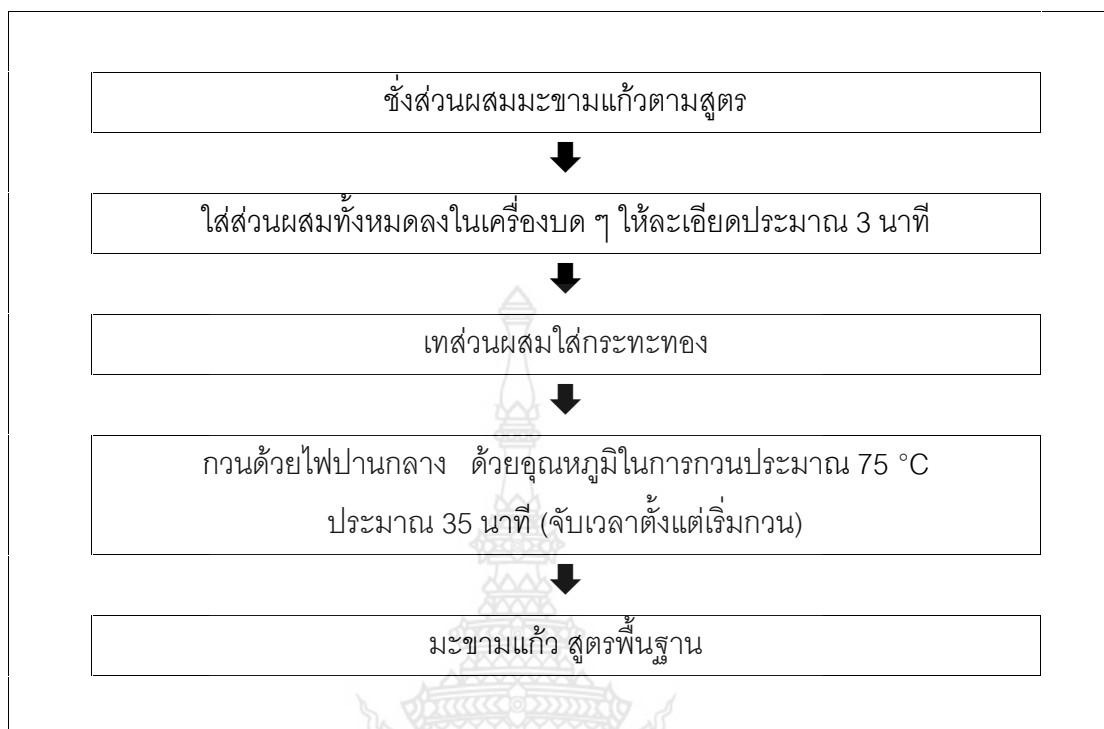 ชั่งส่วนผสมมะขามแก้วตามสูตร
ใส่ส่วนผสมทั้งหมดลงในเครื่องบด ๆ ให้ละเอียดประมาณ 3 นาที
เทส่วนผสมใส่กระทะทอง
กวนด้วยไฟปานกลาง ด้วยอุณหภูมิในการกวนประมาณ 75 °C
ประมาณ 35 นาที (จับเวลาตั้งแต่เริ่มกวน)
มะขามแก้ว สูตรพื้นฐาน